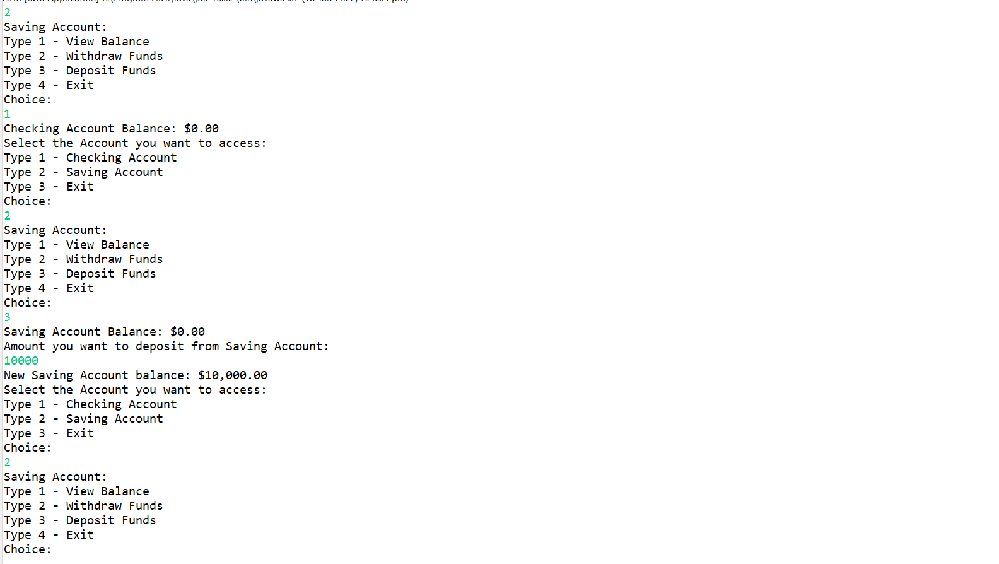 2
Saving Account:
Type 1 - View Balance
Type 2 - Withdraw Funds
Type 3 - Deposit Funds
Type 4 - Exit
Choice:
1
Checking Account Balance: $0.00
Select the Account you want to access:
Type 1 - Checking Account
Type 2 - Saving Account
Type 3 - Exit
Choice:
2
Saving Account:
Type 1 - View Balance
Type 2 - Withdraw Funds
Type 3 - Deposit Funds
Type 4 - Exit
Choice:
3
Saving Account Balance: $0.00
Amount you want to deposit from Saving Account:
10000
New Saving Account balance: $10,000.00
Select the Account you want to access:
Type 1 - Checking Account
Type 2 - Saving Account
Type 3 - Exit
Choice:
2
Saving Account:
Type 1 - View Balance
Type 2 - Withdraw Funds
Type 3 - Deposit Funds
Type 4 - Exit
Choice: